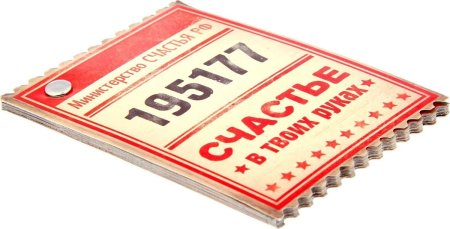 Министерство СЧАСТЬЯ РФ
195177
СЧАСТЬЕ
В ТВОИХ РУКАХ